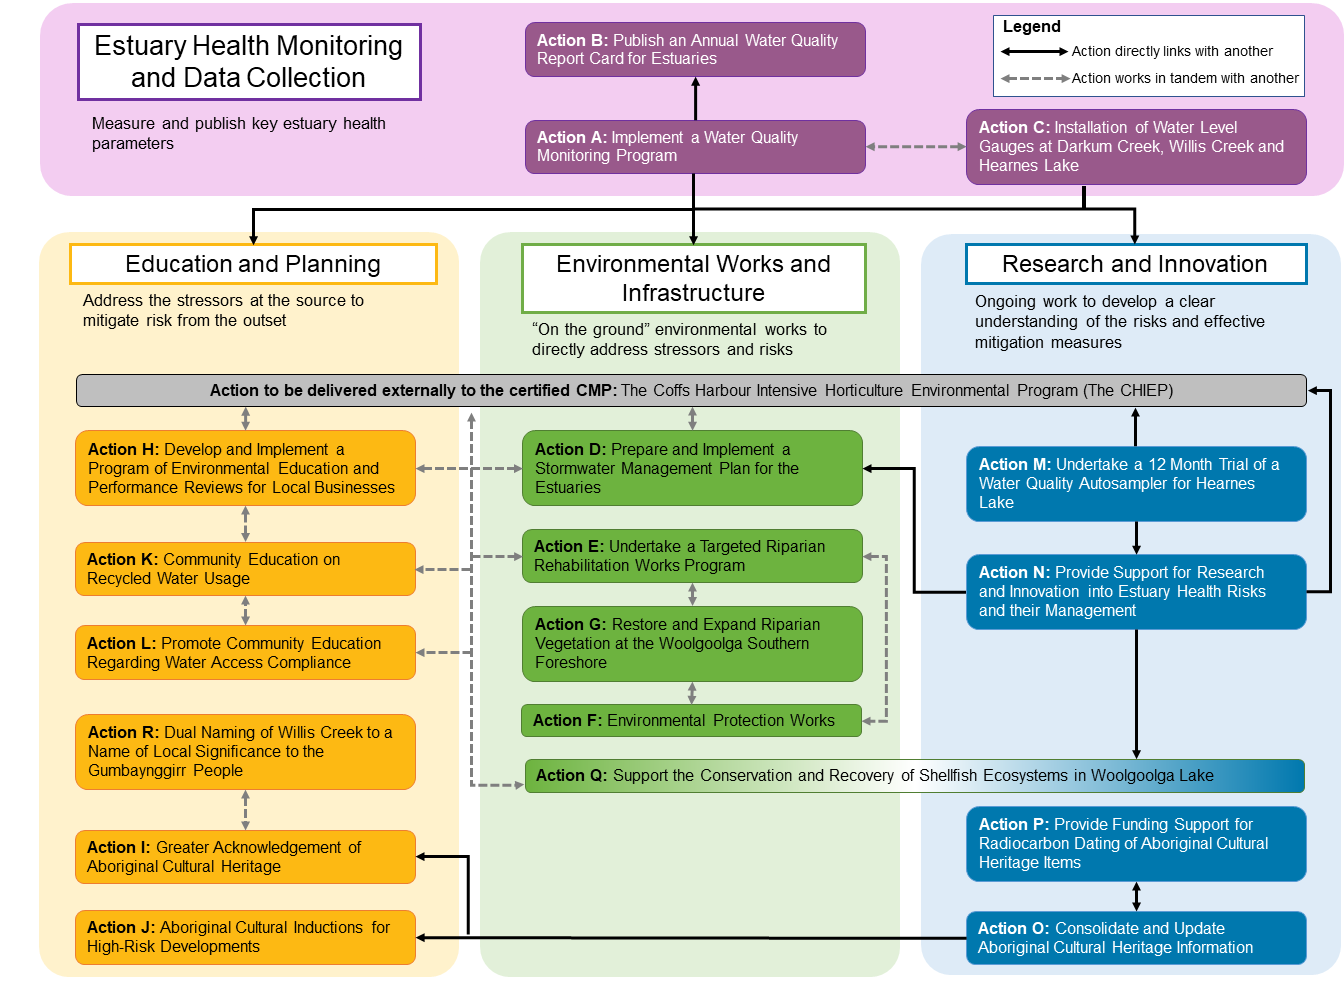 Estuary Health Monitoring
and Data Collection
Measure and publish key estuary health
parameters
Action B: Publish an Annual Water Quality
Report Card for Estuaries
Action A: Implement a Water Quality
Monitoring Program
Legend
Action directly links with another
Action works in tandem with another
Action C: Installation of Water Level
Gauges at Darkum Creek, Willis Creek and
Hearnes Lake
Education and Planning
Address the stressors at the source to
mitigate risk from the outset
Environmental Works and
Infrastructure
“On the ground” environmental works to
directly address stressors and risks
Research and Innovation
Ongoing work to develop a clear
understanding of the risks and effective
mitigation measures
Action to be delivered externally to the certified CMP: The Coffs Harbour Intensive Horticulture Environmental Program (The CHIEP)
Action H: Develop and Implement a
Program of Environmental Education and
Performance Reviews for Local Businesses
Action K: Community Education on
Recycled Water Usage
Action L: Promote Community Education
Regarding Water Access Compliance
Action R: Dual Naming of Willis Creek to a
Name of Local Significance to the
Gumbaynggirr People
Action I: Greater Acknowledgement of
Aboriginal Cultural Heritage
Action J: Aboriginal Cultural Inductions for
High-Risk Developments
Action D: Prepare and Implement a
Stormwater Management Plan for the
Estuaries
Action E: Undertake a Targeted Riparian
Rehabilitation Works Program
Action G: Restore and Expand Riparian
Vegetation at the Woolgoolga Southern
Foreshore
Action F: Environmental Protection Works
Action Q: Support the Conservation and Recovery of Shellfish Ecosystems in Woolgoolga Lake
Action M: Undertake a 12 Month Trial of a
Water Quality Autosampler for Hearnes
Lake
Action N: Provide Support for Research
and Innovation into Estuary Health Risks
and their Management
Action P: Provide Funding Support for
Radiocarbon Dating of Aboriginal Cultural
Heritage Items
Action O: Consolidate and Update
Aboriginal Cultural Heritage Information